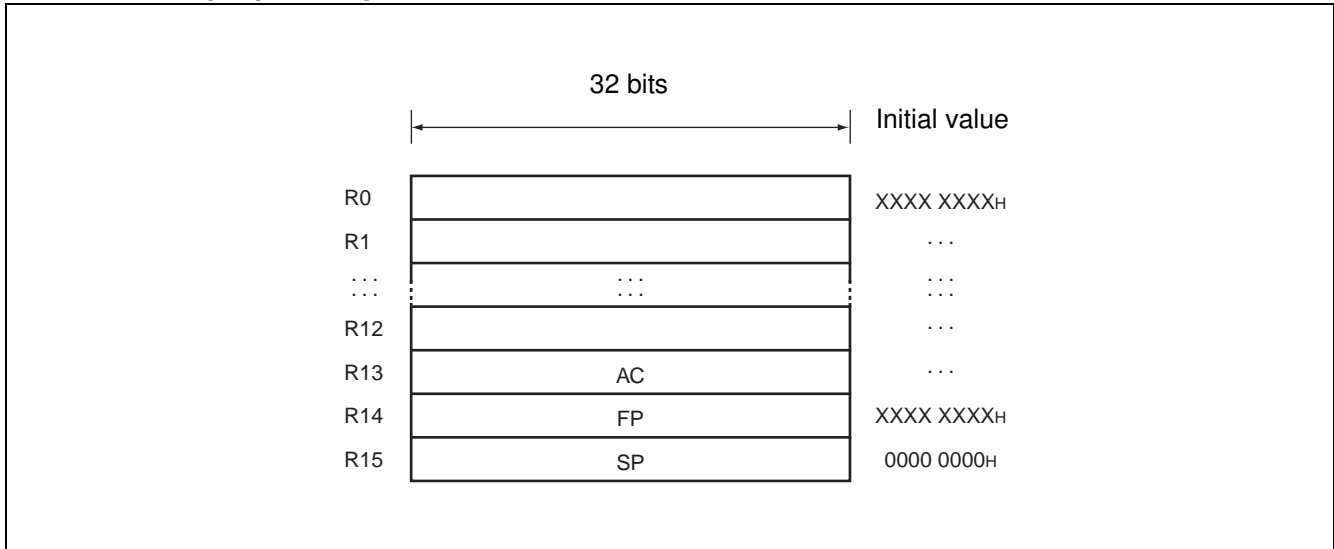 32 bits
Initial value
R0 XXXX XXXXH
R1 . . .
. . . . . . . . .
. . . . . . . . .
R12 . . .
R13 AC . . .
R14 FP XXXX XXXXH
R15 SP 0000 0000H